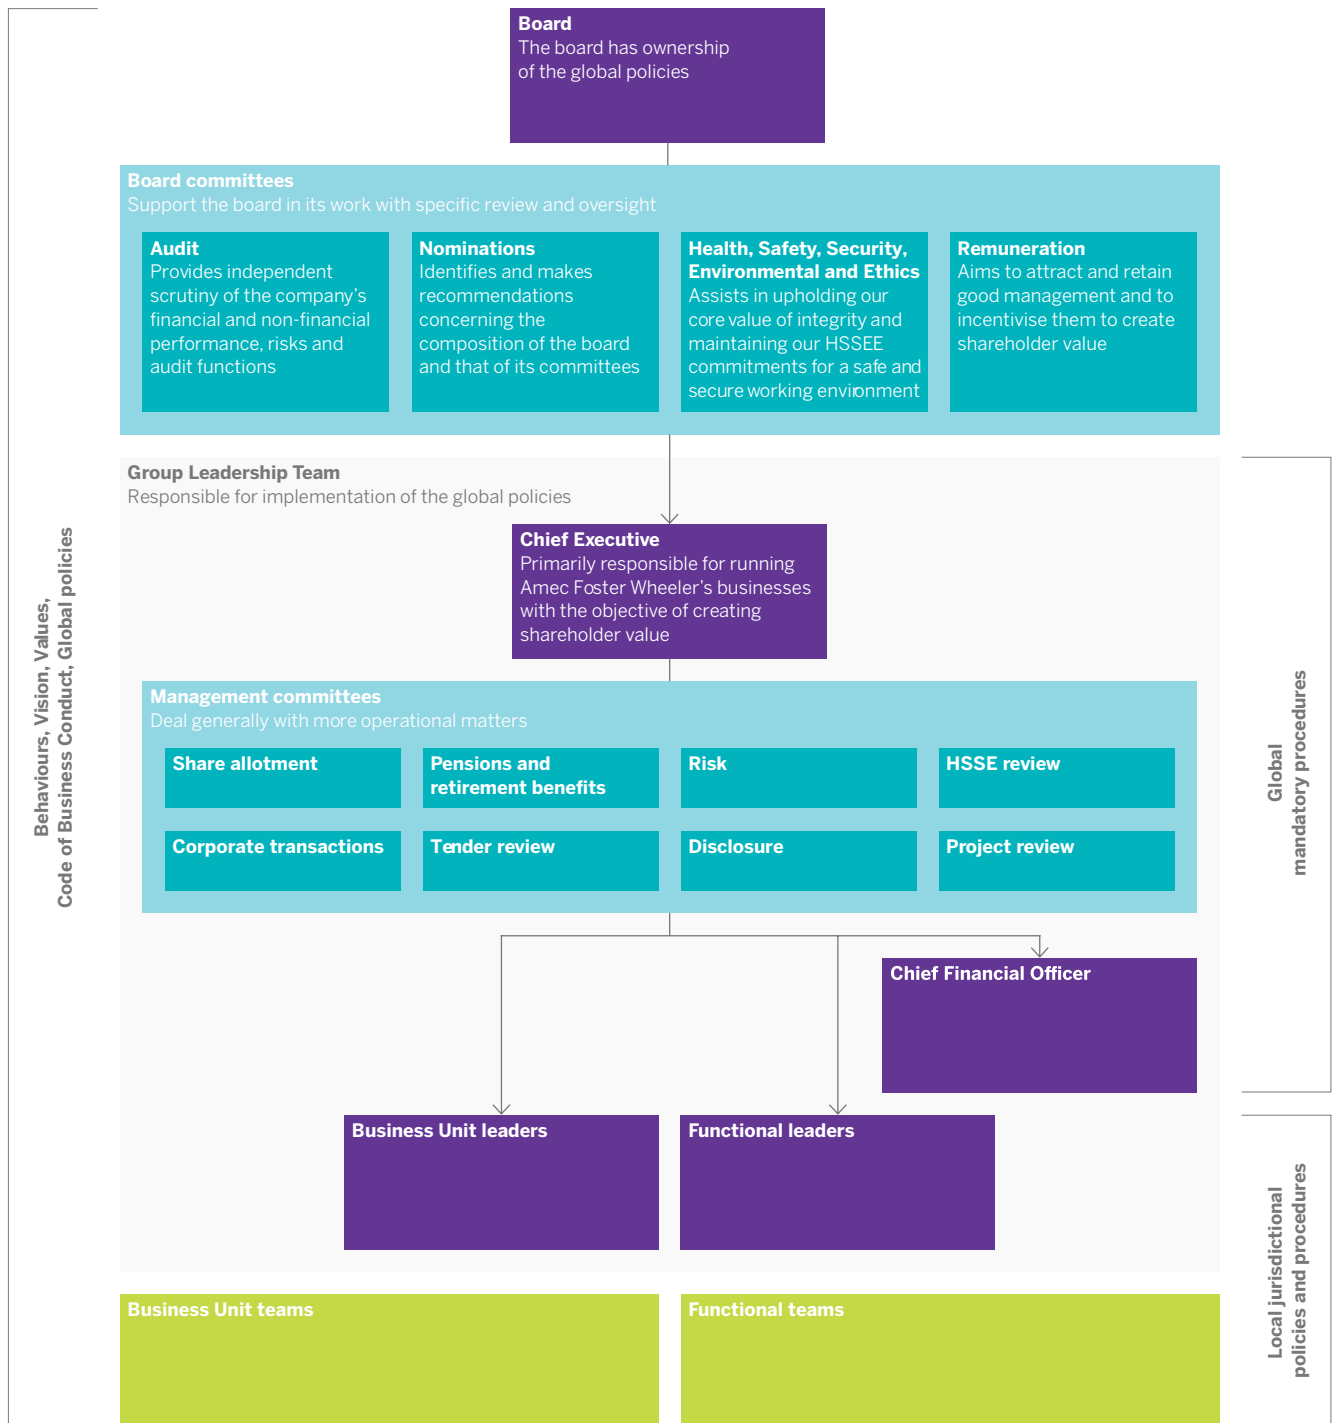 Board
The board has ownership
of the global policies
Board committees
Support the board in its work with specific review and oversight
Audit
Provides independent
scrutiny of the company's
financial and non-financial
performance, risks and
audit functions
Nominations
Identifies and makes
recommendations
concerning the
composition of the board
and that of its committees
Health, Safety, Security,
Environmental and Ethics
Assists in upholding our
core value of integrity and
maintaining our HSSEE
commitments for a safe and
secure working environment
Remuneration
Aims to attract and retain
good management and to
incentivise them to create
shareholder value
Group Leadership Team
Responsible for implementation of the global policies
Chief Executive
Primarily responsible for running
Amec Foster Wheeler's businesses
with the objective of creating
shareholder value
Management committees
Deal generally with more operational matters
Share allotment
Pensions and
retirement benefits
Risk
HSSE review
Corporate transactions
Tender review
Disclosure
Project review
Chief Financial Officer
Business Unit leaders
Functional leaders
Business Unit teams
Functional teams
Behaviours, Vision, Values,
Code of Business Conduct, Global policies
Global
mandatory procedures
Local jurisdictional
policies and procedures